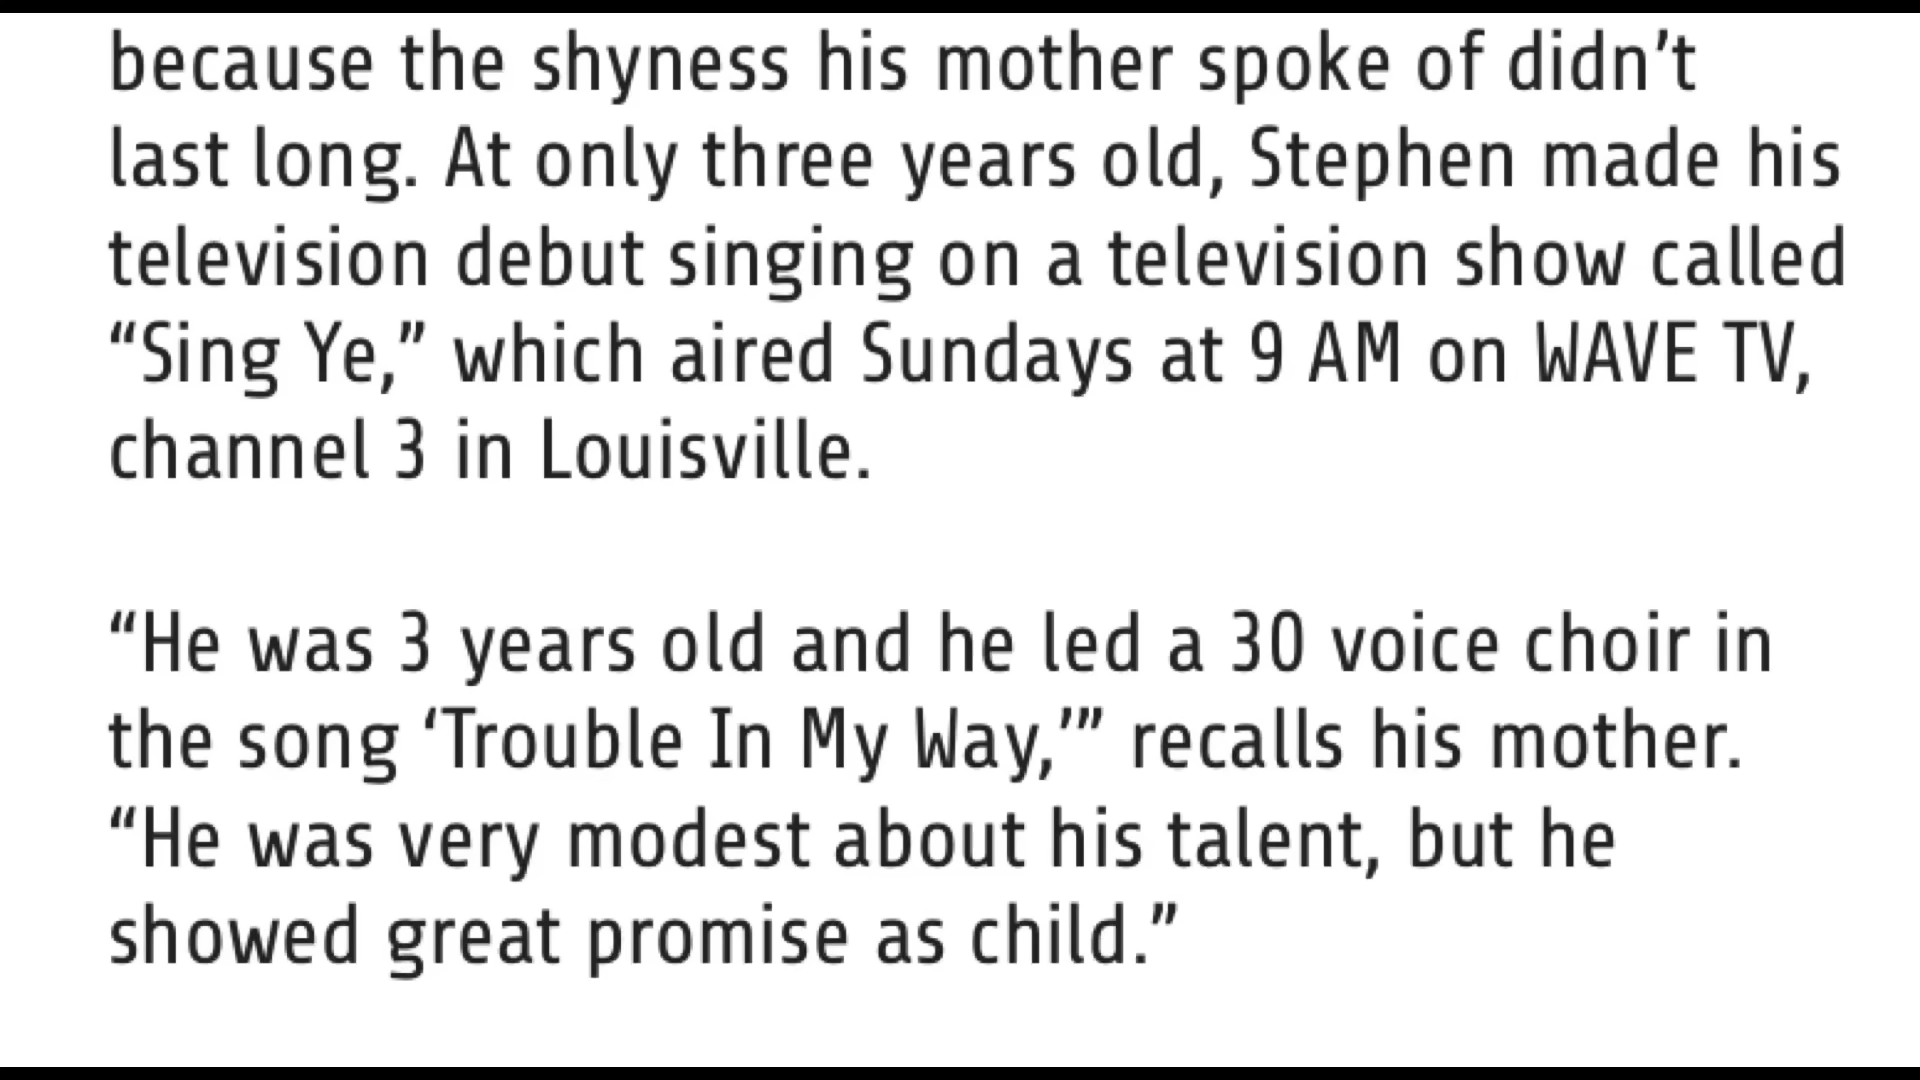 because the shyness his mother spoke of didn’t
last long. At only three years old, Stephen made his
television debut singing on a television show called
“Sing Ye,” which aired Sundays at 9 AM on WAVE TV,
channel 3 in Louisville.
“He was 3 years old and he led a 30 voice choir in
the song ‘Trouble In My Way,’” recalls his mother.
“He was very modest about his talent, but he
showed great promise as child.”